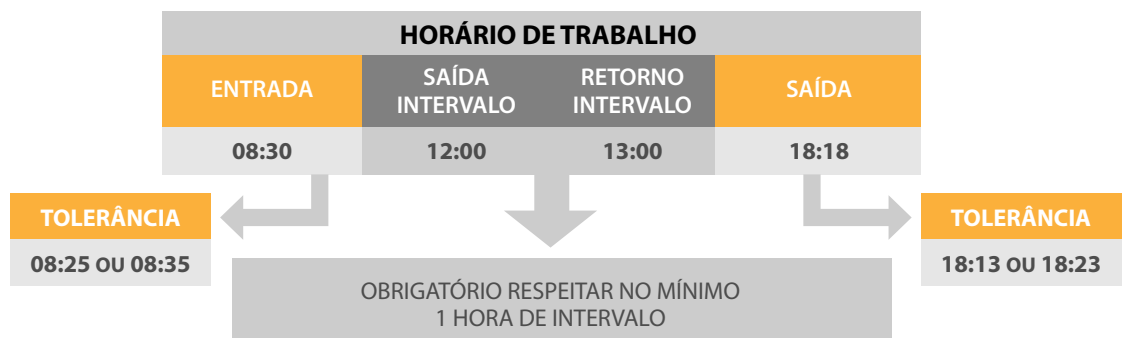 HORÁRIO DE TRABALHO
ENTRADA
SAÍDA
INTERVALO
RETORNO
INTERVALO
SAÍDA
08:30
12:00
13:00
18:18
TOLERÂNCIA
08:25 OU 08:35
TOLERÂNCIA
18:13 OU 18:23
OBRIGATÓRIO RESPEITAR NO MÍNIMO
1 HORA DE INTERVALO